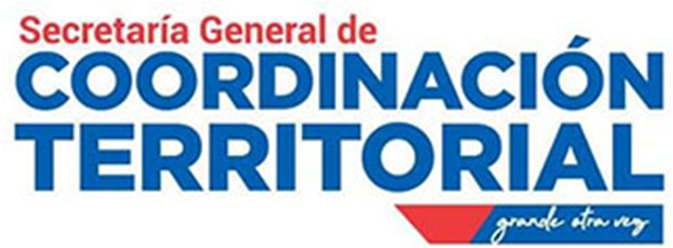 Secretaría General de
COORDINACIÓN
TERRITORIAL
grande otra vez